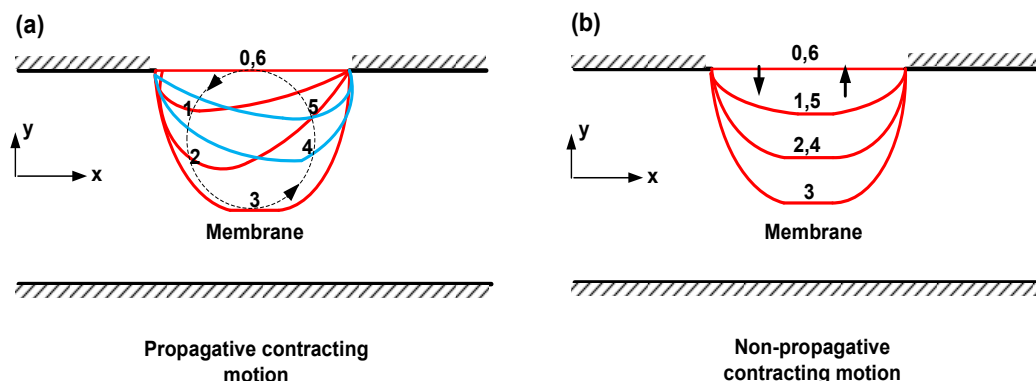 (a)
0,6
1
5
2
4
3
y
x
Membrane
Propagative contracting
motion
(b)
0,6
1,5
2,4
3
y
x
Membrane
Non-propagative
contracting motion